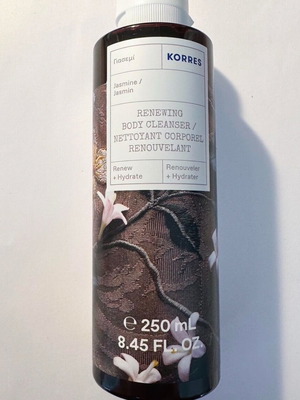 Γιασεμί
KORRES
Jasmine /
Jasmin
RENEWING
BODY CLEANSER /
NETTOYANT CORPOREL
RENOUVELANT
Renew
+ Hydrate
Renouveler
+ Hydrater
℮ 250 mL
8.45 FL. OZ.